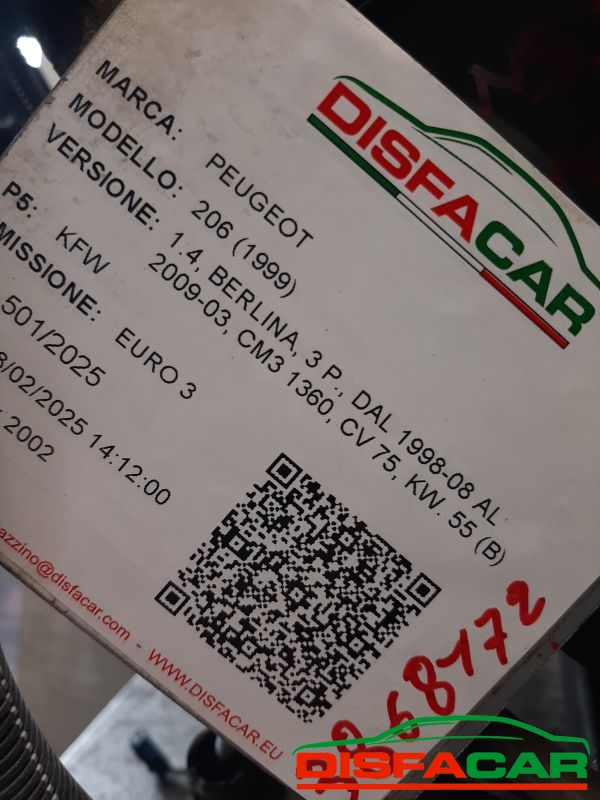 DISFACAR
MARCA: PEUGEOT
MODELLO: 206 (1999)
VERSIONE: 1.4, BERLINA, 3 P., DAL 1998-08 AL
2009-03, CM3 1360, CV 75, KW. 55 (B)
P5: KFW
MISSIONE: EURO 3
501/2025
8/02/2025 14:12:00
2002
azzino@disfacar.com - WWW.DISFACAR.EU
68172
DISFACAR